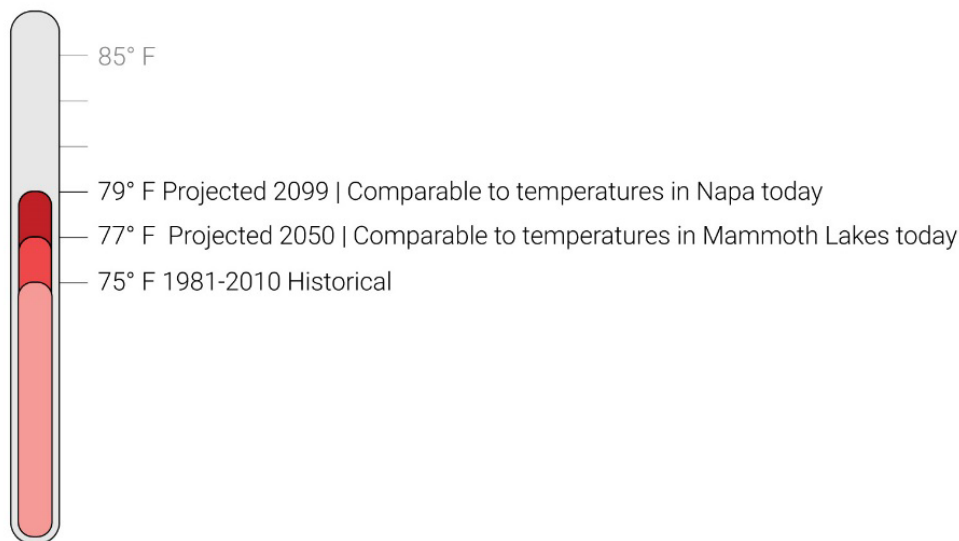 85° F
79° F Projected 2099 | Comparable to temperatures in Napa today
77° F Projected 2050 | Comparable to temperatures in Mammoth Lakes today
75° F 1981-2010 Historical